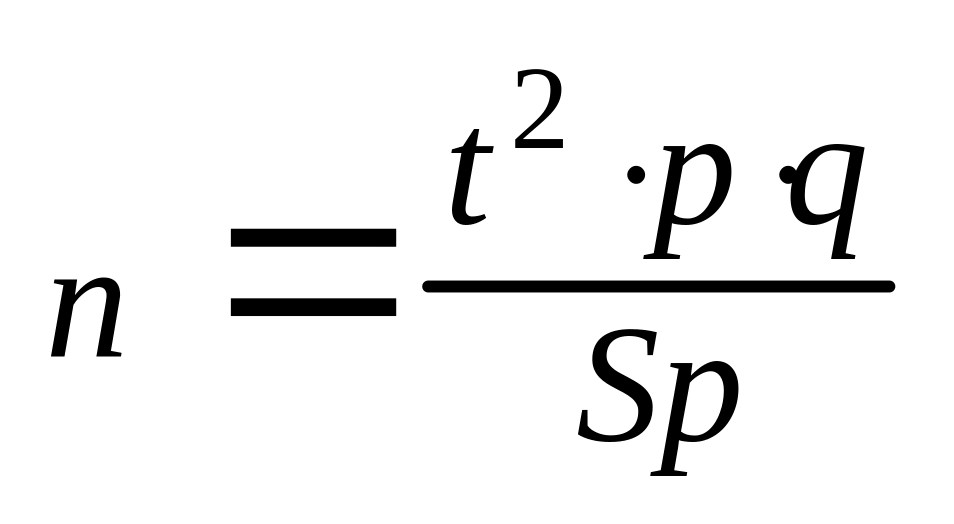 n = t² · p · q / Sp